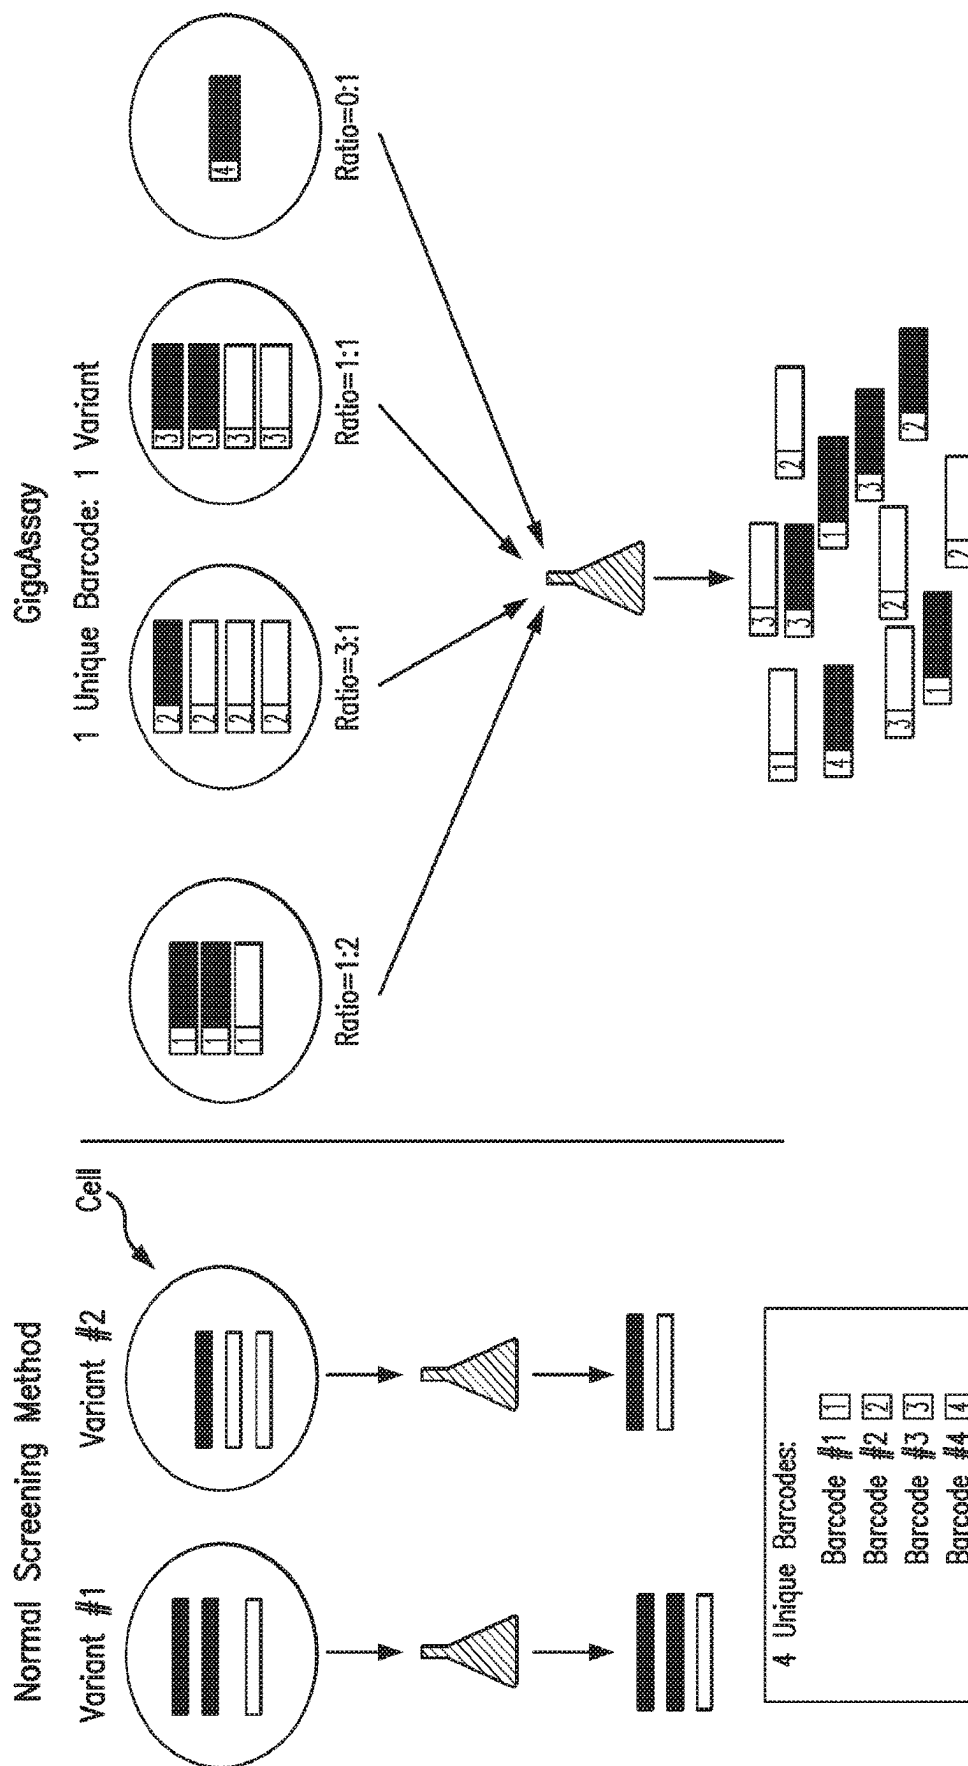 Normal Screening Method
Variant #1
Variant #2
Cell
4 Unique Barcodes:
Barcode #1 1
Barcode #2 2
Barcode #3 3
Barcode #4 4
GigaAssay
1 Unique Barcode: 1 Variant
1
1
1
Ratio=1:2
2
2
2
2
Ratio=3:1
3
3
3
3
Ratio=1:1
4
Ratio=0:1
3
1
2
3
1
4
3
2
3
2
1
2